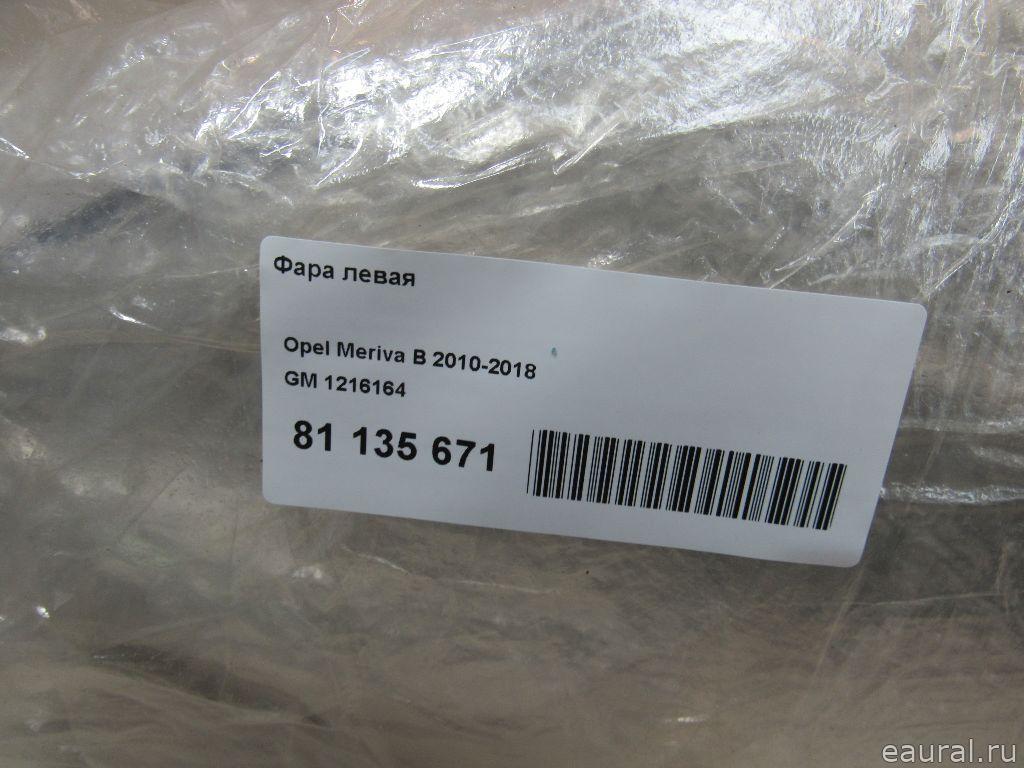 Фара левая
Opel Meriva B 2010-2018
GM 1216164
81 135 671
eaural.ru